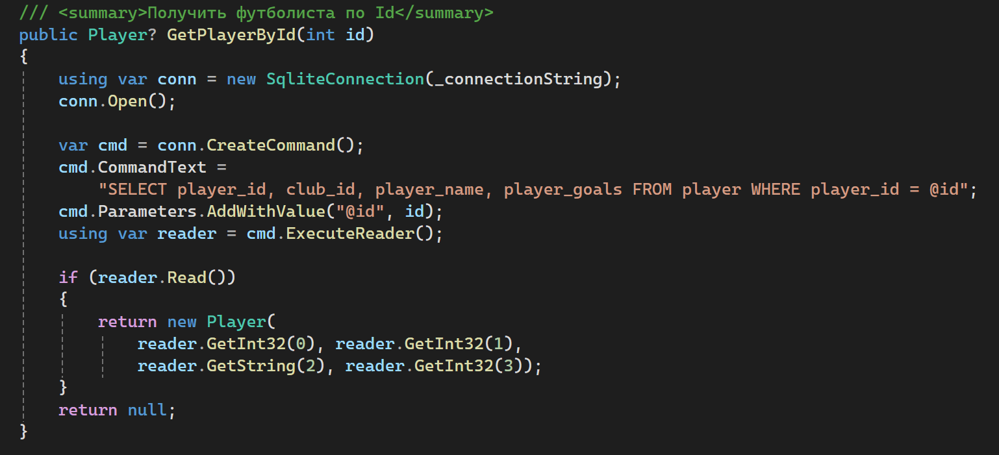 /// <summary>Получить футболиста по Id</summary>
public Player? GetPlayerById(int id)
{
    using var conn = new SqliteConnection(_connectionString);
    conn.Open();

    var cmd = conn.CreateCommand();
    cmd.CommandText =
        "SELECT player_id, club_id, player_name, player_goals FROM player WHERE player_id = @id";
    cmd.Parameters.AddWithValue("@id", id);
    using var reader = cmd.ExecuteReader();

    if (reader.Read())
    {
        return new Player(
            reader.GetInt32(0), reader.GetInt32(1),
            reader.GetString(2), reader.GetInt32(3));
    }
    return null;
}